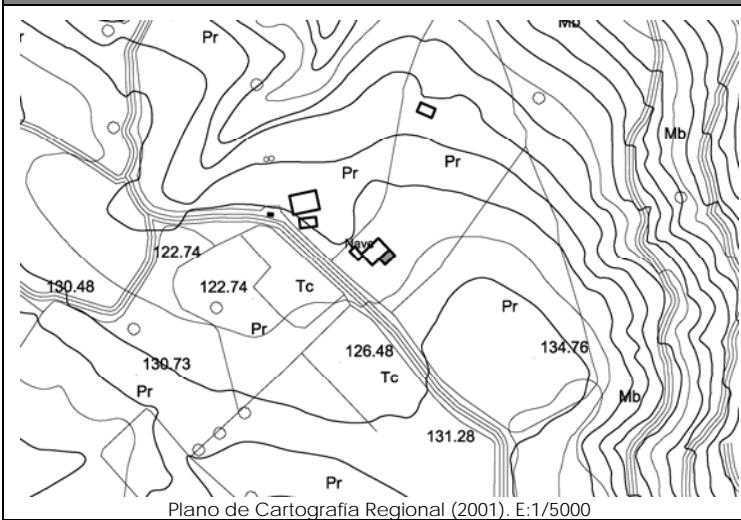 Mb
r
Pr
Mb
Pr
Pr
Nave
122.74
130.48
122.74
Tc
Pr
Pr
126.48
134.76
130.73
Tc
Pr
Mb
131.28
Pr
Plano de Cartografía Regional (2001). E:1/5000